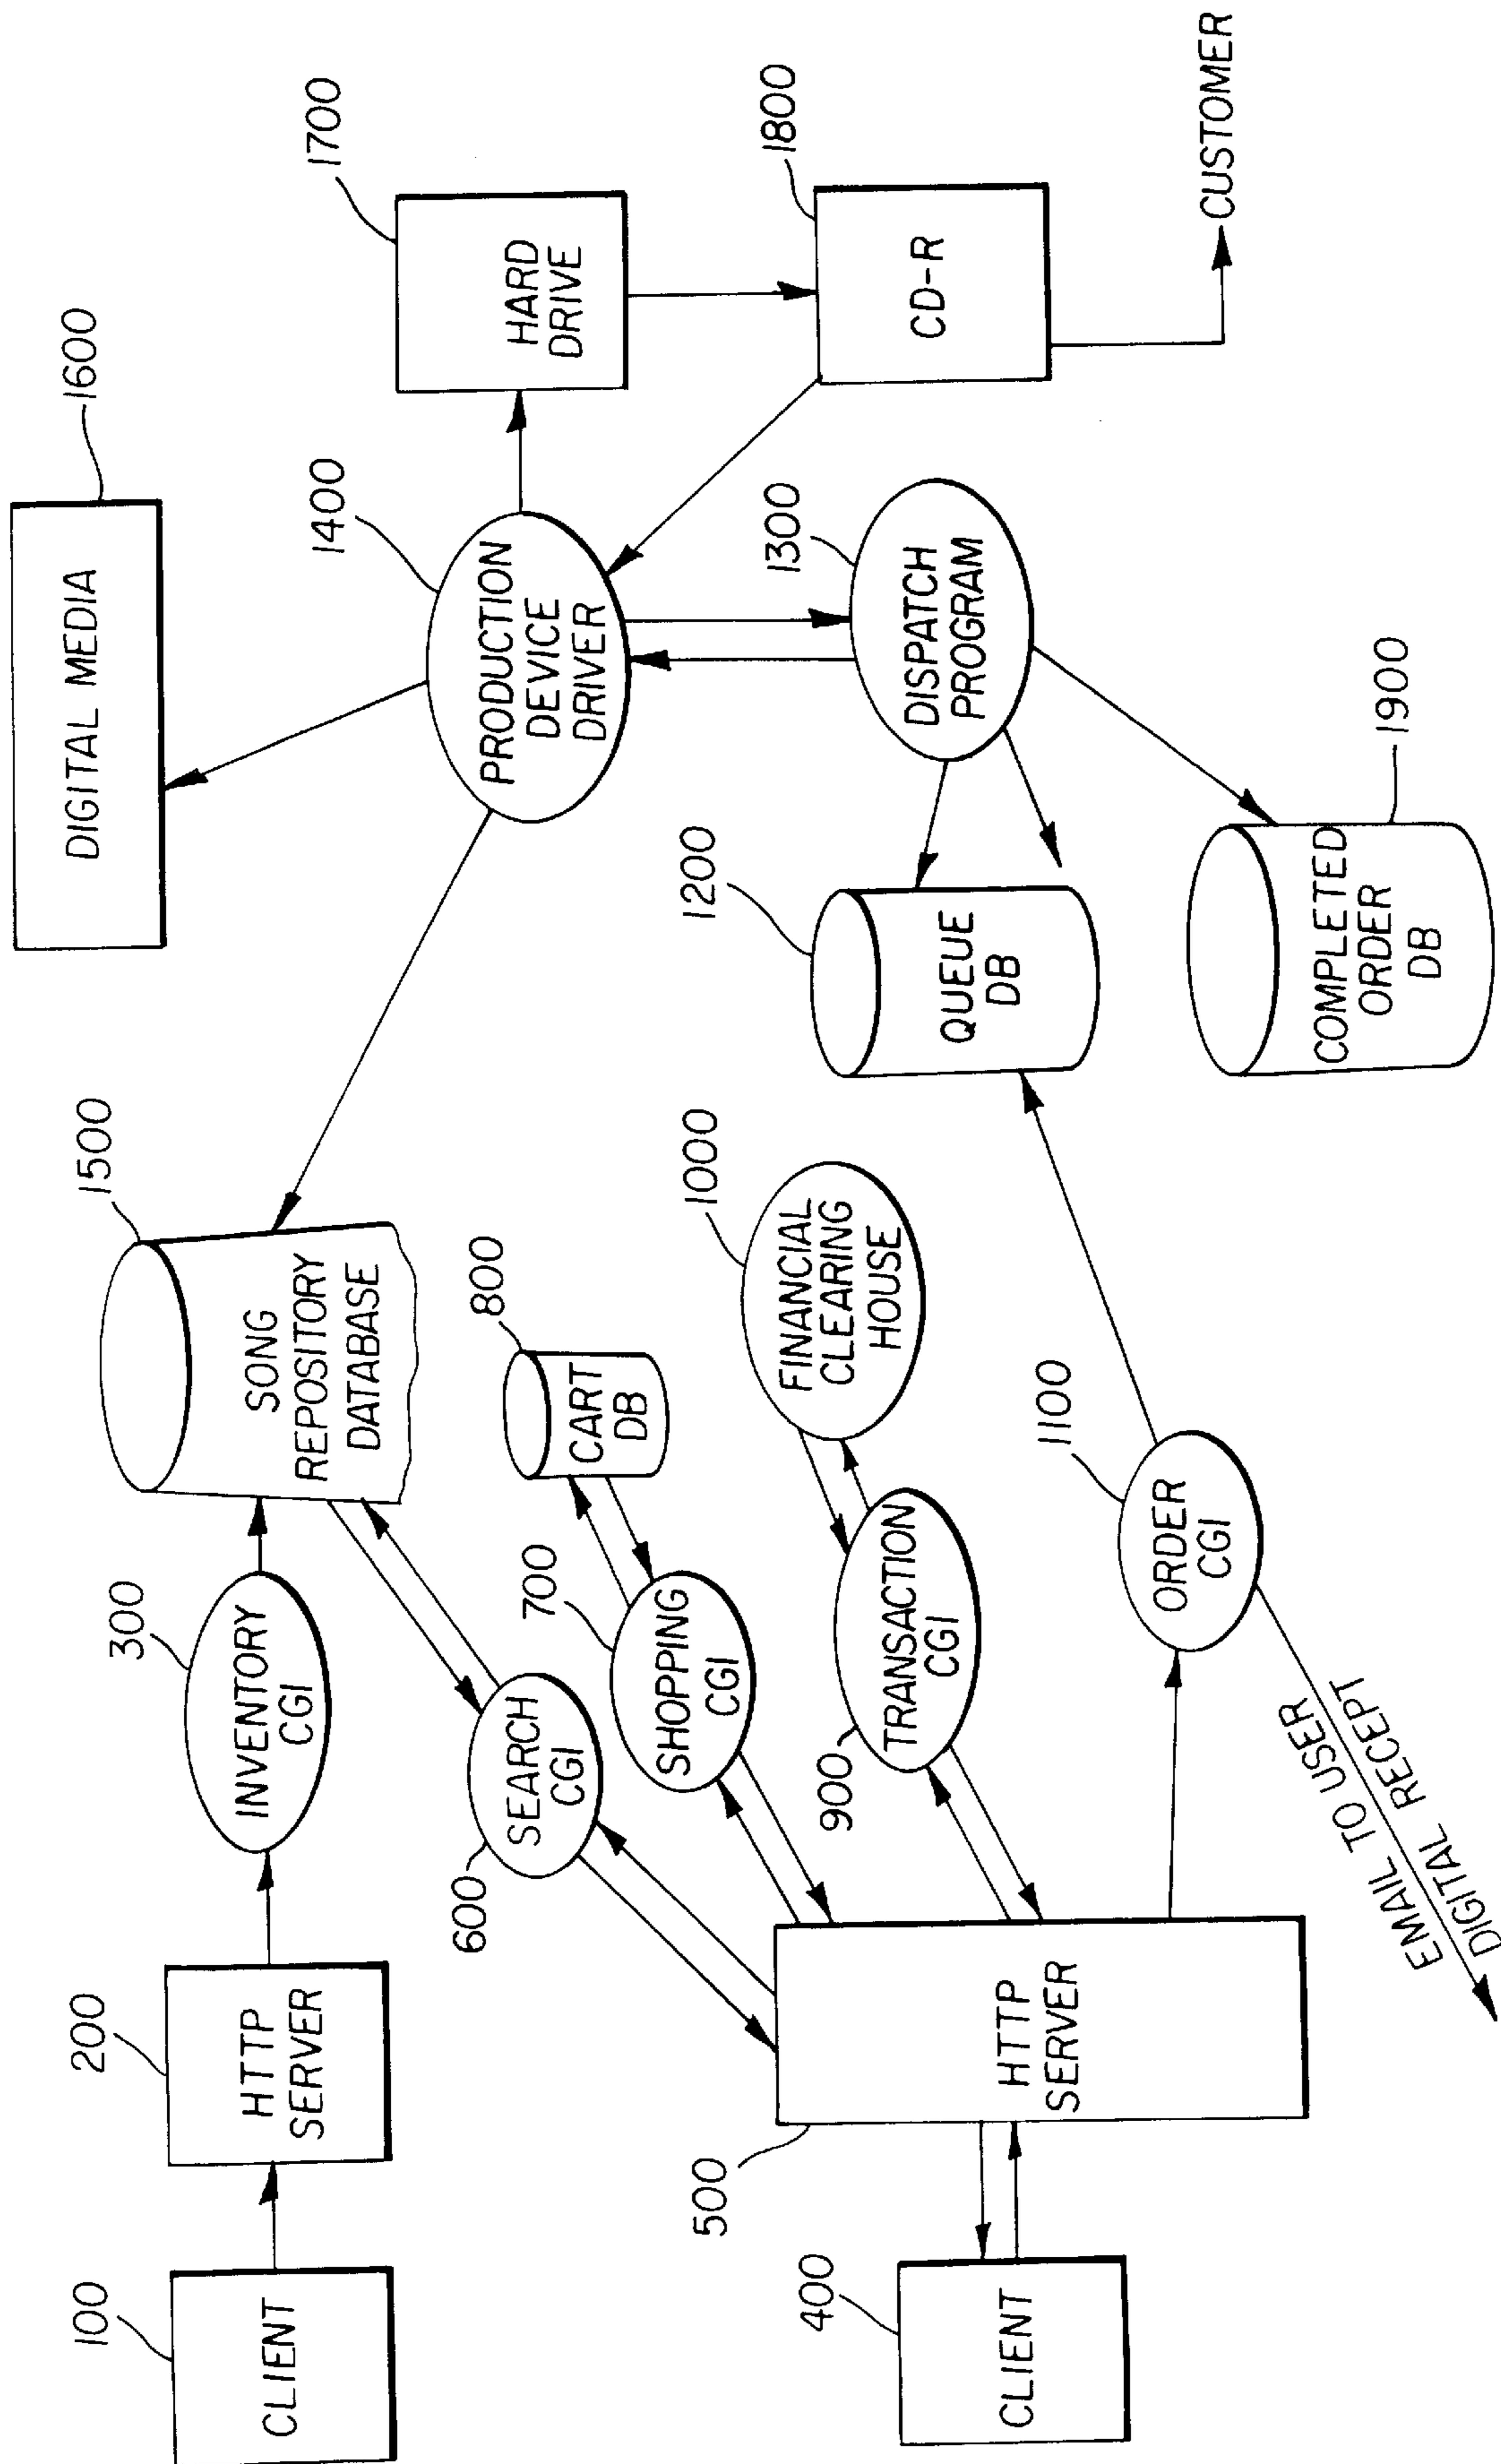 100
CLIENT
200
HTTP
SERVER
300
INVENTORY
CGI
1500
SONG
REPOSITORY
DATABASE
DIGITAL MEDIA
1600
600
SEARCH
CGI
700
SHOPPING
CGI
800
CART
DB
1400
PRODUCTION
DEVICE
DRIVER
1700
HARD
DRIVE
400
CLIENT
500
HTTP
SERVER
900
TRANSACTION
CGI
1000
FINANCIAL
CLEARING
HOUSE
1200
QUEUE
DB
1300
DISPATCH
PROGRAM
1800
CD-R
CUSTOMER
1100
ORDER
CGI
1900
COMPLETED
ORDER
DB
EMAIL TO USER
DIGITAL RECEPT